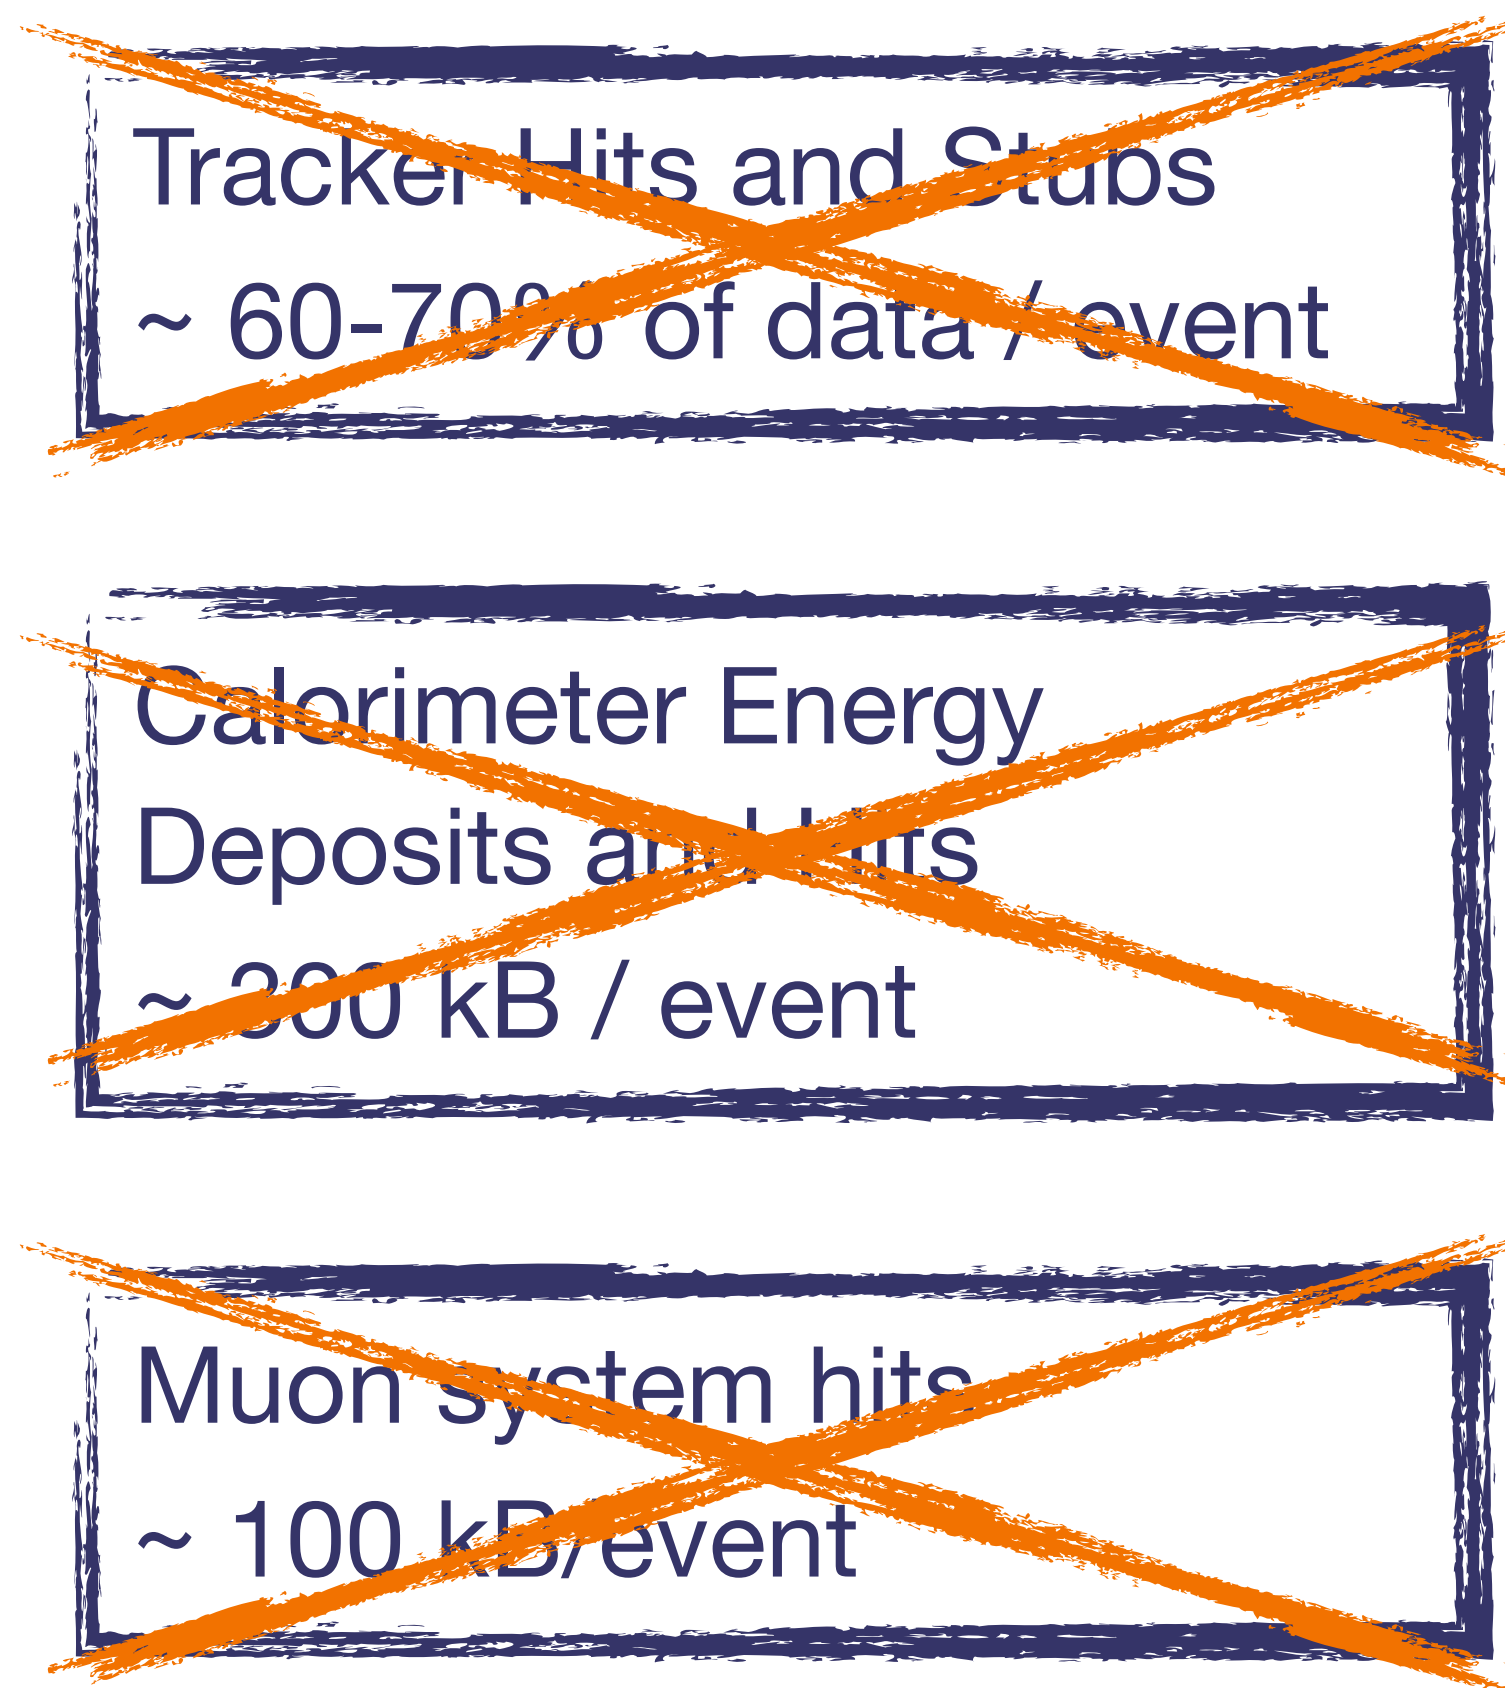 Tracker Hits and Stubs
~ 60-70% of data / event
Calorimeter Energy
Deposits and Hits
~ 300 kB / event
Muon system hits
~ 100 kB/event